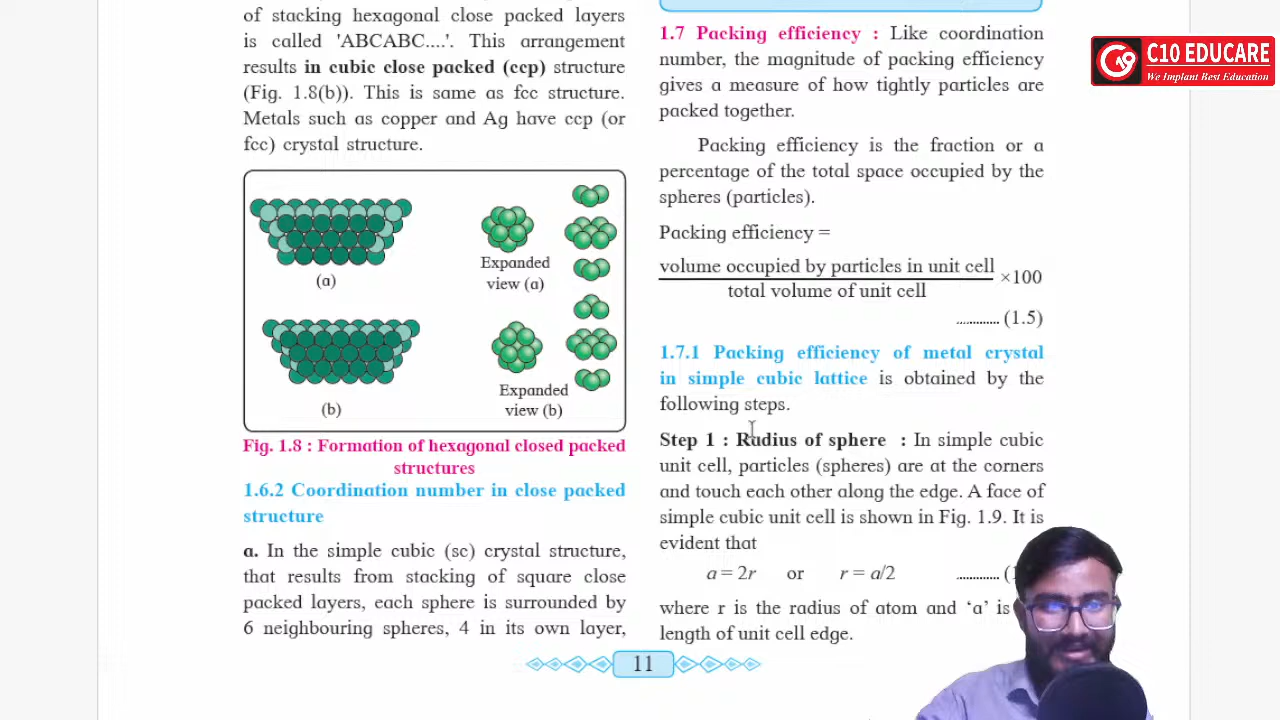 of stacking hexagonal close packed layers
is called 'ABCABC....'. This arrangement
results in cubic close packed (ccp) structure
(Fig. 1.8(b)). This is same as fcc structure.
Metals such as copper and Ag have ccp (or
fcc) crystal structure.
(a)
Expanded
view (a)
(b)
Expanded
view (b)
Fig. 1.8 : Formation of hexagonal closed packed
structures
1.6.2 Coordination number in close packed
structure
a. In the simple cubic (sc) crystal structure,
that results from stacking of square close
packed layers, each sphere is surrounded by
6 neighbouring spheres, 4 in its own layer,
1.7 Packing efficiency : Like coordination
number, the magnitude of packing efficiency
gives a measure of how tightly particles are
packed together.
Packing efficiency is the fraction or a
percentage of the total space occupied by the
spheres (particles).
Packing efficiency =
volume occupied by particles in unit cell
×100
total volume of unit cell
............. (1.5)
1.7.1 Packing efficiency of metal crystal
in simple cubic lattice is obtained by the
following steps.
Step 1 : Radius of sphere : In simple cubic
unit cell, particles (spheres) are at the corners
and touch each other along the edge. A face of
simple cubic unit cell is shown in Fig. 1.9. It is
evident that
a = 2r or r = a/2 .............
where r is the radius of atom and ‘a’ is
length of unit cell edge.
11
C10 EDUCARE
We Implant Best Education